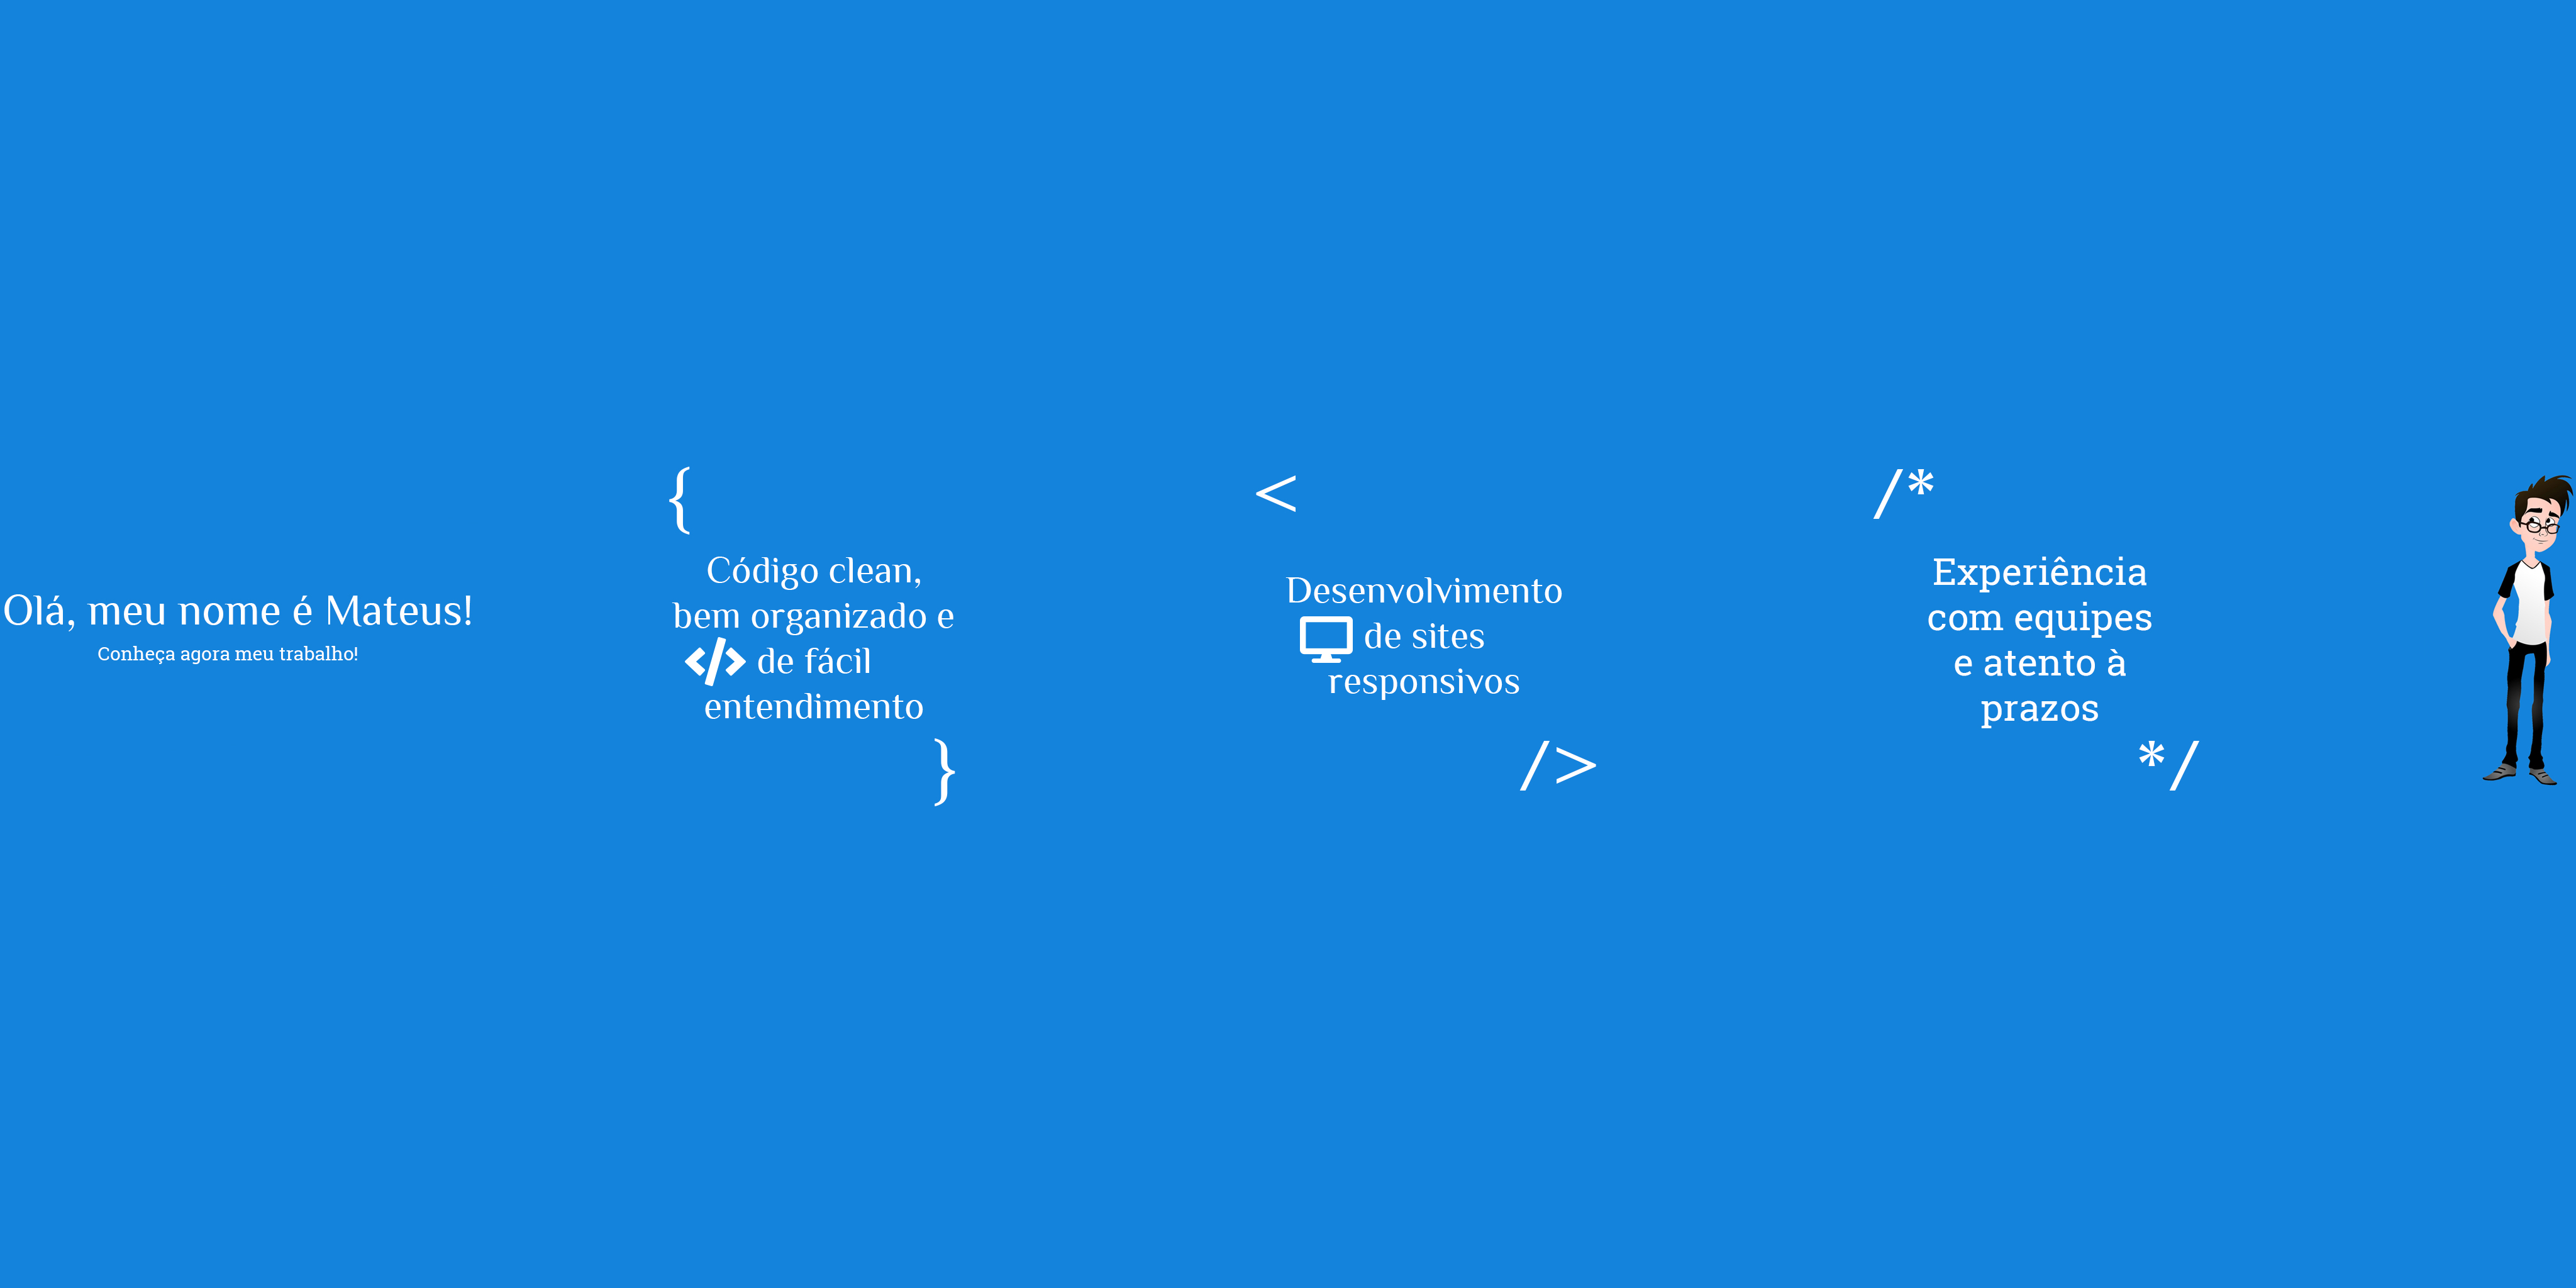 Olá, meu nome é Mateus!
Conheça agora meu trabalho!
{
Código clean,
bem organizado e
</> de fácil
entendimento
}
<
Desenvolvimento
de sites
responsivos
/>
/*
Experiência
com equipes
e atento à
prazos
*/